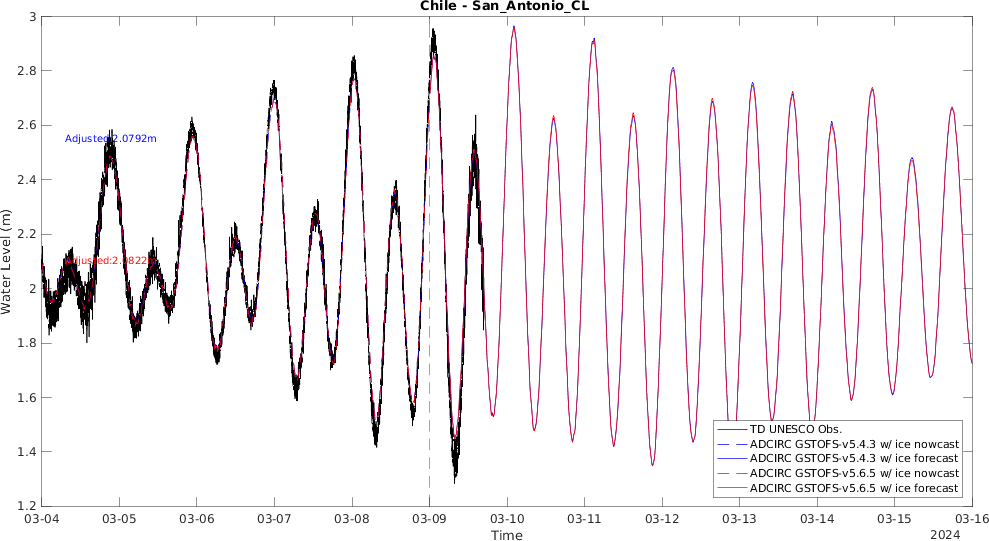 Chile - San_Antonio_CL
Water Level (m)
3
2.8
2.6
2.4
2.2
2
1.8
1.6
1.4
1.2
Adjusted:2.0792m
Adjusted:2.0822m
TD UNESCO Obs.
ADCIRC GSTOFS-v5.4.3 w/ ice nowcast
ADCIRC GSTOFS-v5.4.3 w/ ice forecast
ADCIRC GSTOFS-v5.6.5 w/ ice nowcast
ADCIRC GSTOFS-v5.6.5 w/ ice forecast
03-04 03-05 03-06 03-07 03-08 03-09 03-10 03-11 03-12 03-13 03-14 03-15 03-16
Time
2024